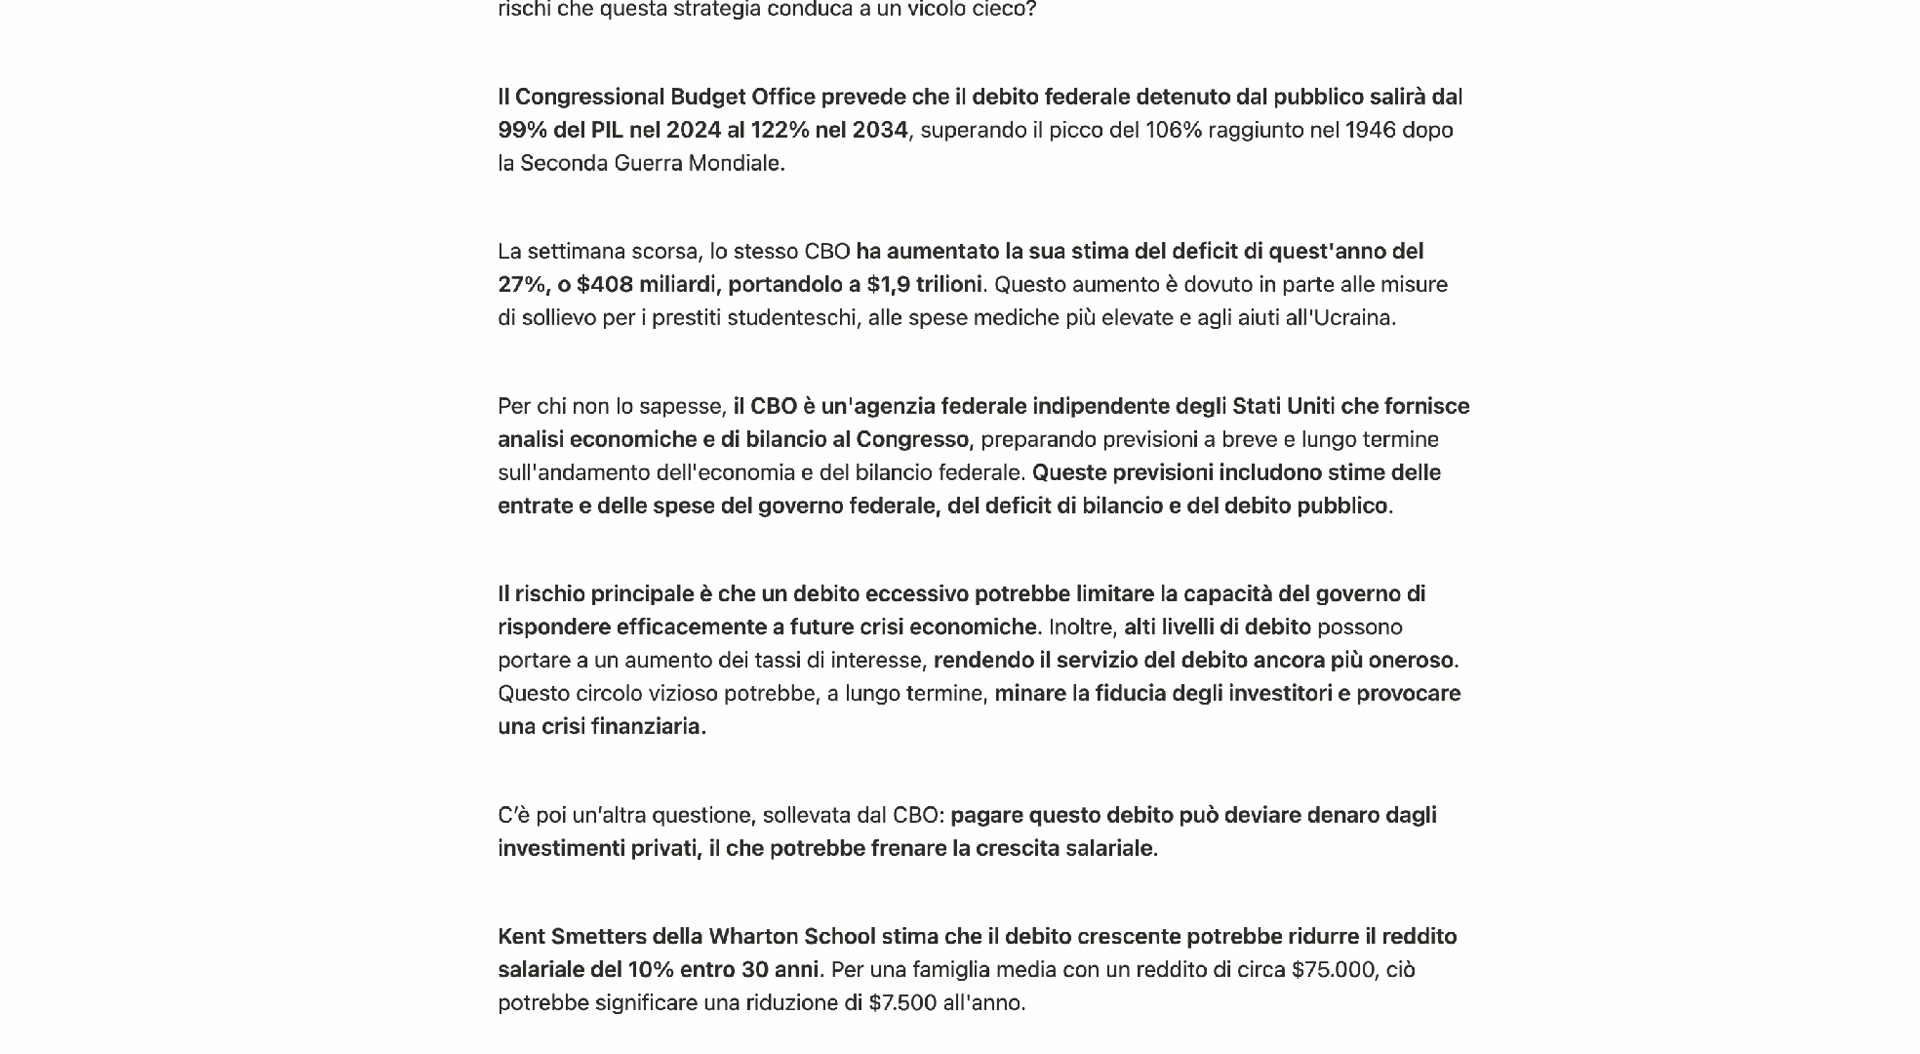 rischi che questa strategia conduca a un vicolo cieco?
Il Congressional Budget Office prevede che il debito federale detenuto dal pubblico salirà dal
99% del PIL nel 2024 al 122% nel 2034, superando il picco del 106% raggiunto nel 1946 dopo
la Seconda Guerra Mondiale.
La settimana scorsa, lo stesso CBO ha aumentato la sua stima del deficit di quest'anno del
27%, o $408 miliardi, portandolo a $1,9 trilioni. Questo aumento è dovuto in parte alle misure
di sollievo per i prestiti studenteschi, alle spese mediche più elevate e agli aiuti all'Ucraina.
Per chi non lo sapesse, il CBO è un'agenzia federale indipendente degli Stati Uniti che fornisce
analisi economiche e di bilancio al Congresso, preparando previsioni a breve e lungo termine
sull'andamento dell'economia e del bilancio federale. Queste previsioni includono stime delle
entrate e delle spese del governo federale, del deficit di bilancio e del debito pubblico.
Il rischio principale è che un debito eccessivo potrebbe limitare la capacità del governo di
rispondere efficacemente a future crisi economiche. Inoltre, alti livelli di debito possono
portare a un aumento dei tassi di interesse, rendendo il servizio del debito ancora più oneroso.
Questo circolo vizioso potrebbe, a lungo termine, minare la fiducia degli investitori e provocare
una crisi finanziaria.
C’è poi un’altra questione, sollevata dal CBO: pagare questo debito può deviare denaro dagli
investimenti privati, il che potrebbe frenare la crescita salariale.
Kent Smetters della Wharton School stima che il debito crescente potrebbe ridurre il reddito
salariale del 10% entro 30 anni. Per una famiglia media con un reddito di circa $75.000, ciò
potrebbe significare una riduzione di $7.500 all'anno.